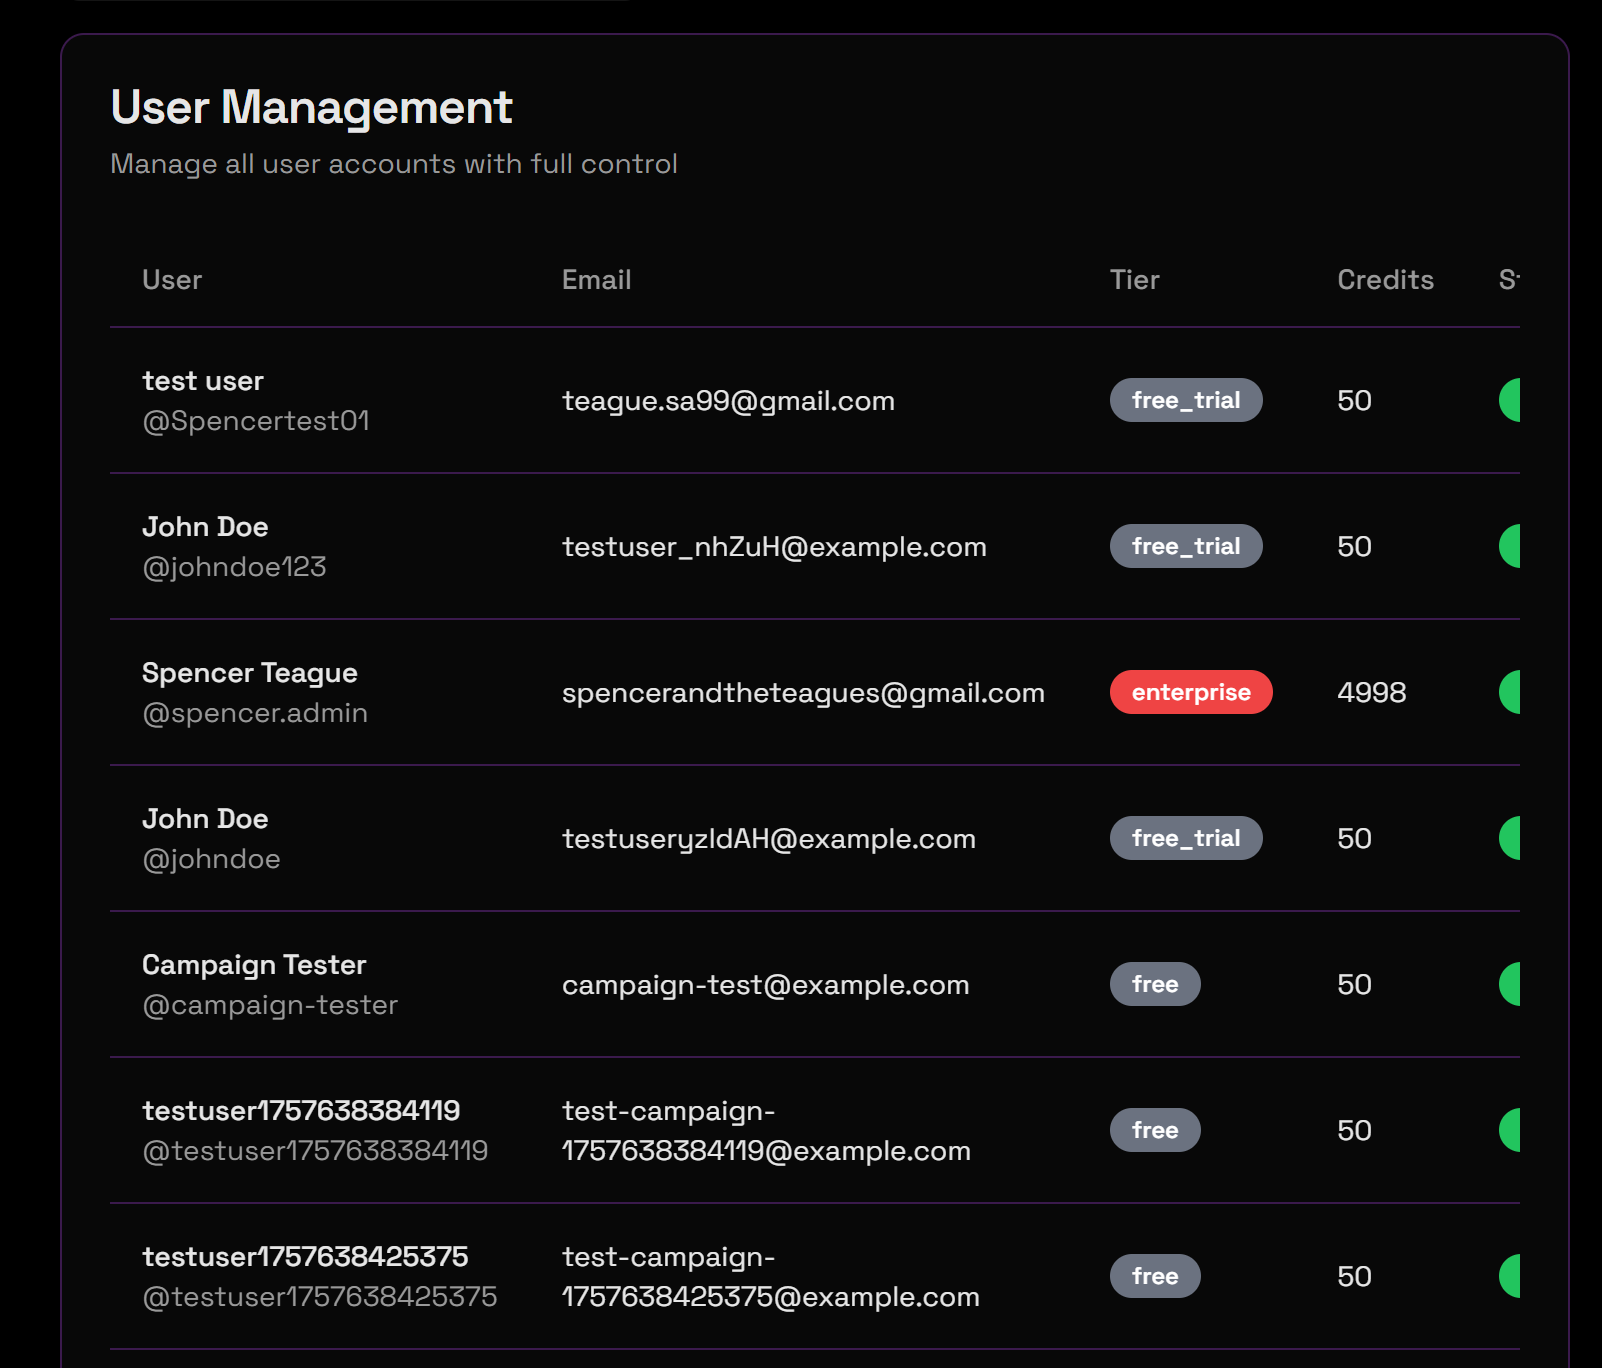 User Management
Manage all user accounts with full control
User Email Tier Credits
test user
@Spencertest01
teague.sa99@gmail.com
free_trial
50
John Doe
@johndoe123
testuser_nhZuH@example.com
free_trial
50
Spencer Teague
@spencer.admin
spencerandtheteagues@gmail.com
enterprise
4998
John Doe
@johndoe
testuseryzIdAH@example.com
free_trial
50
Campaign Tester
@campaign-tester
campaign-test@example.com
free
50
testuser1757638384119
@testuser1757638384119
test-campaign-
1757638384119@example.com
free
50
testuser1757638425375
@testuser1757638425375
test-campaign-
1757638425375@example.com
free
50